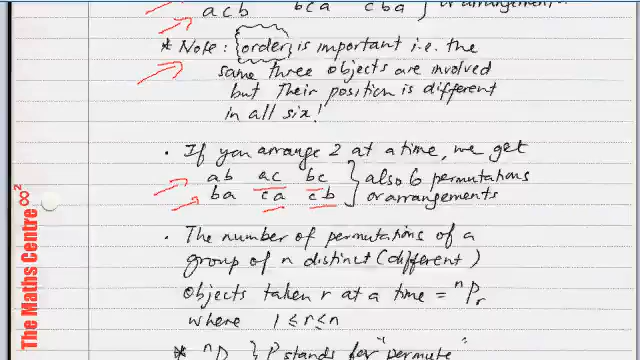 acb bca cba } or arrangements
* Note: order is important i.e. the
same three objects are involved
but their position is different
in all six!
• If you arrange 2 at a time, we get
ab ac bc } also 6 permutations
ba ca cb } or arrangements
• The number of permutations of a
group of n distinct (different)
objects taken r at a time = ⁿPᵣ
where 1 ≤ r ≤ n
* ⁿP } P stands for "permute"
The Maths Centre ∞²